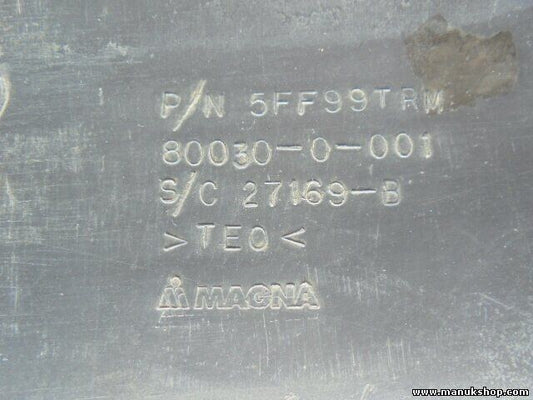 P/N 5FF99TRM
80030-0-001
S/C 27169-B
>TEO<
MAGNA
www.manukshop.com